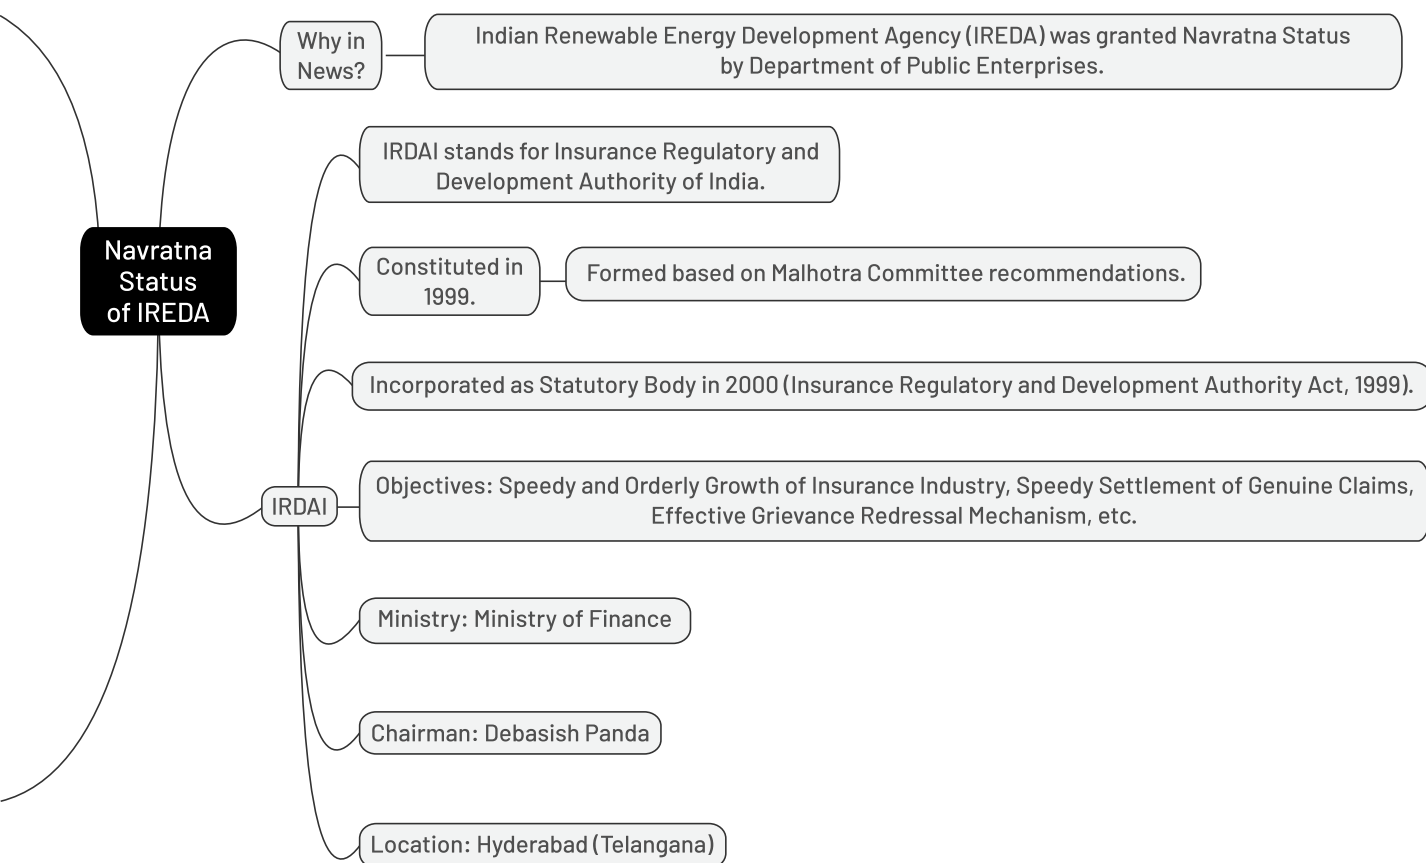 Why in
News?
Indian Renewable Energy Development Agency (IREDA) was granted Navratna Status
by Department of Public Enterprises.
IRDAI stands for Insurance Regulatory and
Development Authority of India.
Navratna
Status
of IREDA
Constituted in
1999.
Formed based on Malhotra Committee recommendations.
Incorporated as Statutory Body in 2000 (Insurance Regulatory and Development Authority Act, 1999).
IRDAI
Objectives: Speedy and Orderly Growth of Insurance Industry, Speedy Settlement of Genuine Claims,
Effective Grievance Redressal Mechanism, etc.
Ministry: Ministry of Finance
Chairman: Debasish Panda
Location: Hyderabad (Telangana)